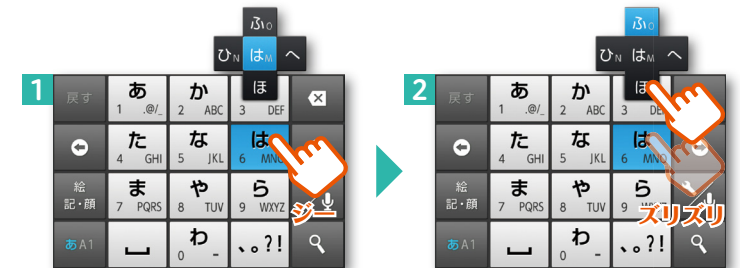 1
ふO
ひN はM へ
ほ
戻す
あ 1 .@/_
か 2 ABC
3 DEF
た 4 GHI
な 5 JKL
は 6 MNO
絵
記・顔
ま 7 PQRS
や 8 TUV
ら 9 WXYZ
ジー
あA1
わ 0 -
、。?!
2
ふO
ひN はM へ
ほ
戻す
あ 1 .@/_
か 2 ABC
3 DEF
た 4 GHI
な 5 JKL
は 6 MNO
絵
記・顔
ま 7 PQRS
や 8 TUV
ら 9
ズリズリ
あA1
わ 0 -
、。?!